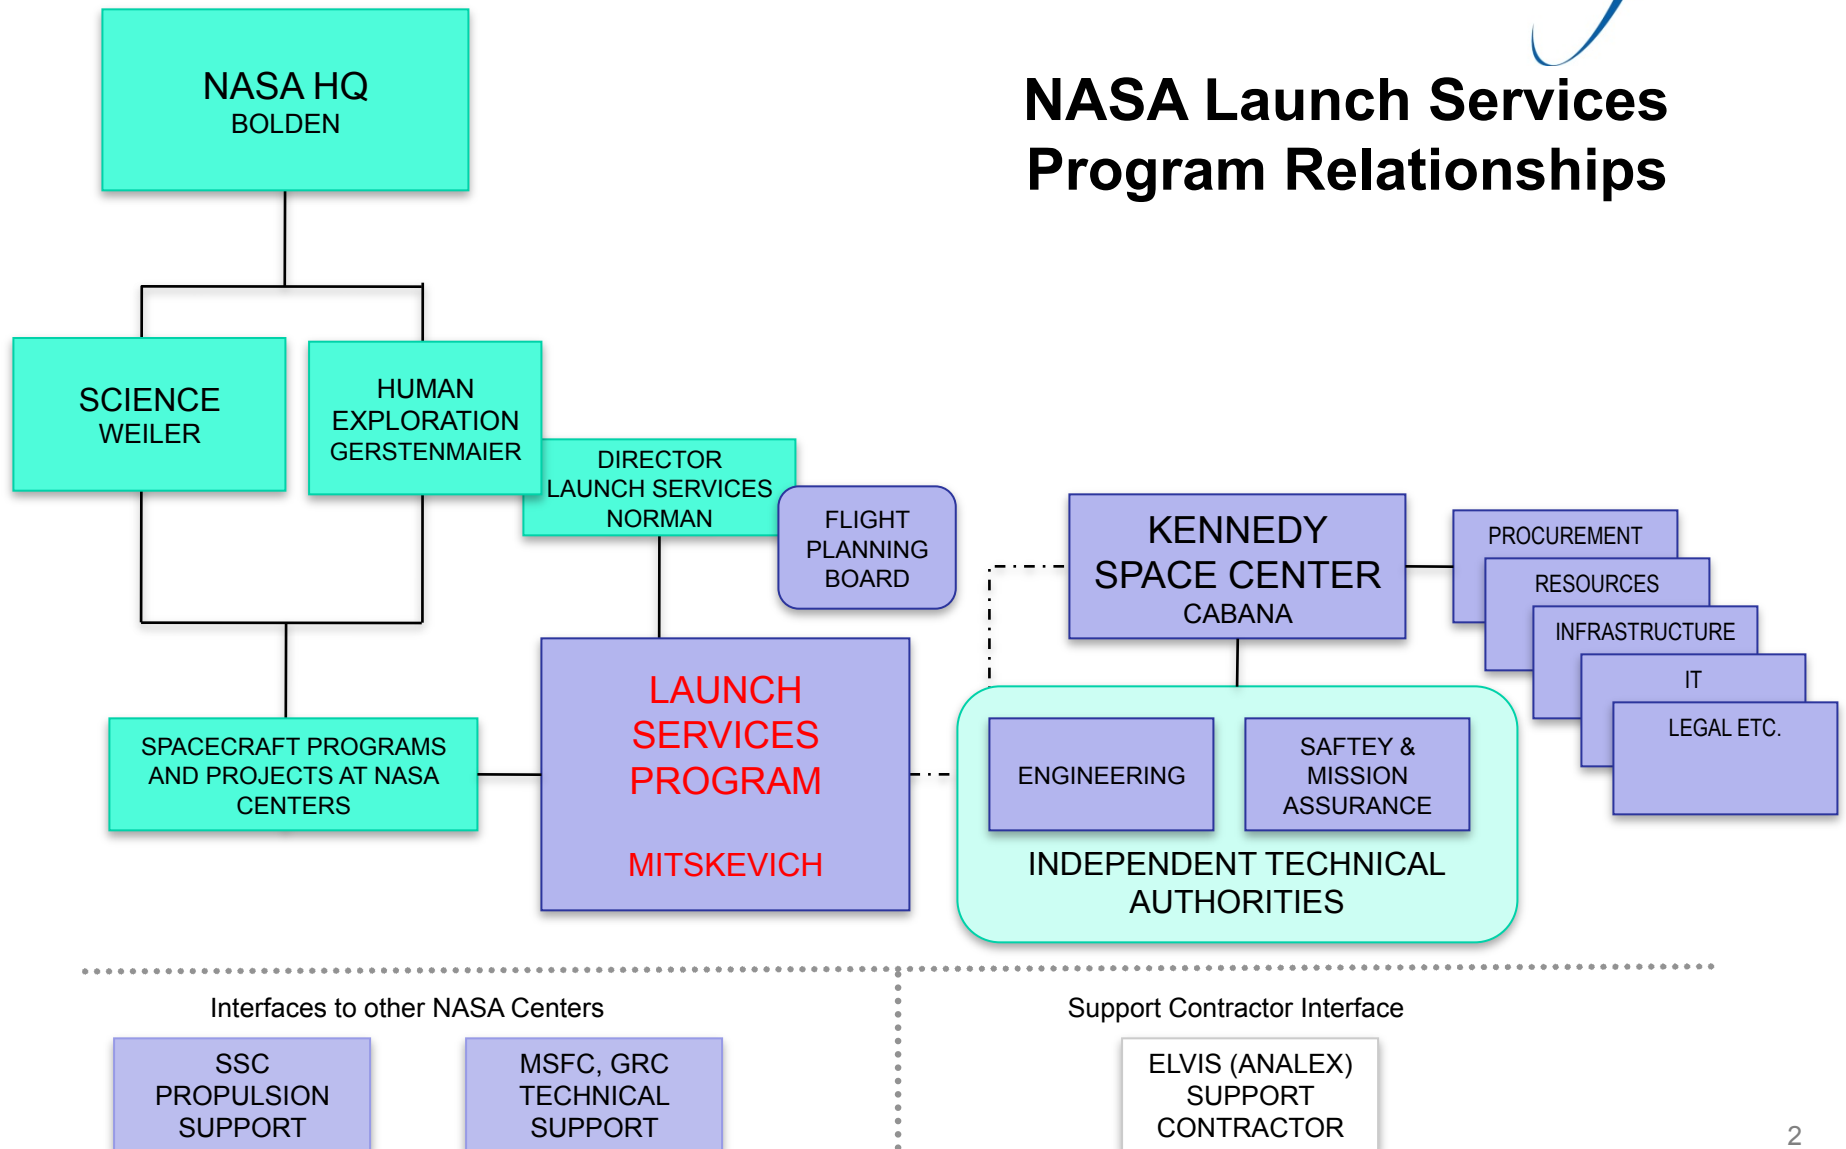 NASA Launch Services
Program Relationships
NASA HQ
BOLDEN
SCIENCE
WEILER
HUMAN
EXPLORATION
GERSTENMAIER
DIRECTOR
LAUNCH SERVICES
NORMAN
FLIGHT
PLANNING
BOARD
KENNEDY
SPACE CENTER
CABANA
PROCUREMENT
RESOURCES
INFRASTRUCTURE
IT
LEGAL ETC.
SPACECRAFT PROGRAMS
AND PROJECTS AT NASA
CENTERS
LAUNCH
SERVICES
PROGRAM
MITSKEVICH
ENGINEERING
SAFTEY &
MISSION
ASSURANCE
INDEPENDENT TECHNICAL
AUTHORITIES
Interfaces to other NASA Centers
SSC
PROPULSION
SUPPORT
MSFC, GRC
TECHNICAL
SUPPORT
Support Contractor Interface
ELVIS (ANALEX)
SUPPORT
CONTRACTOR
2